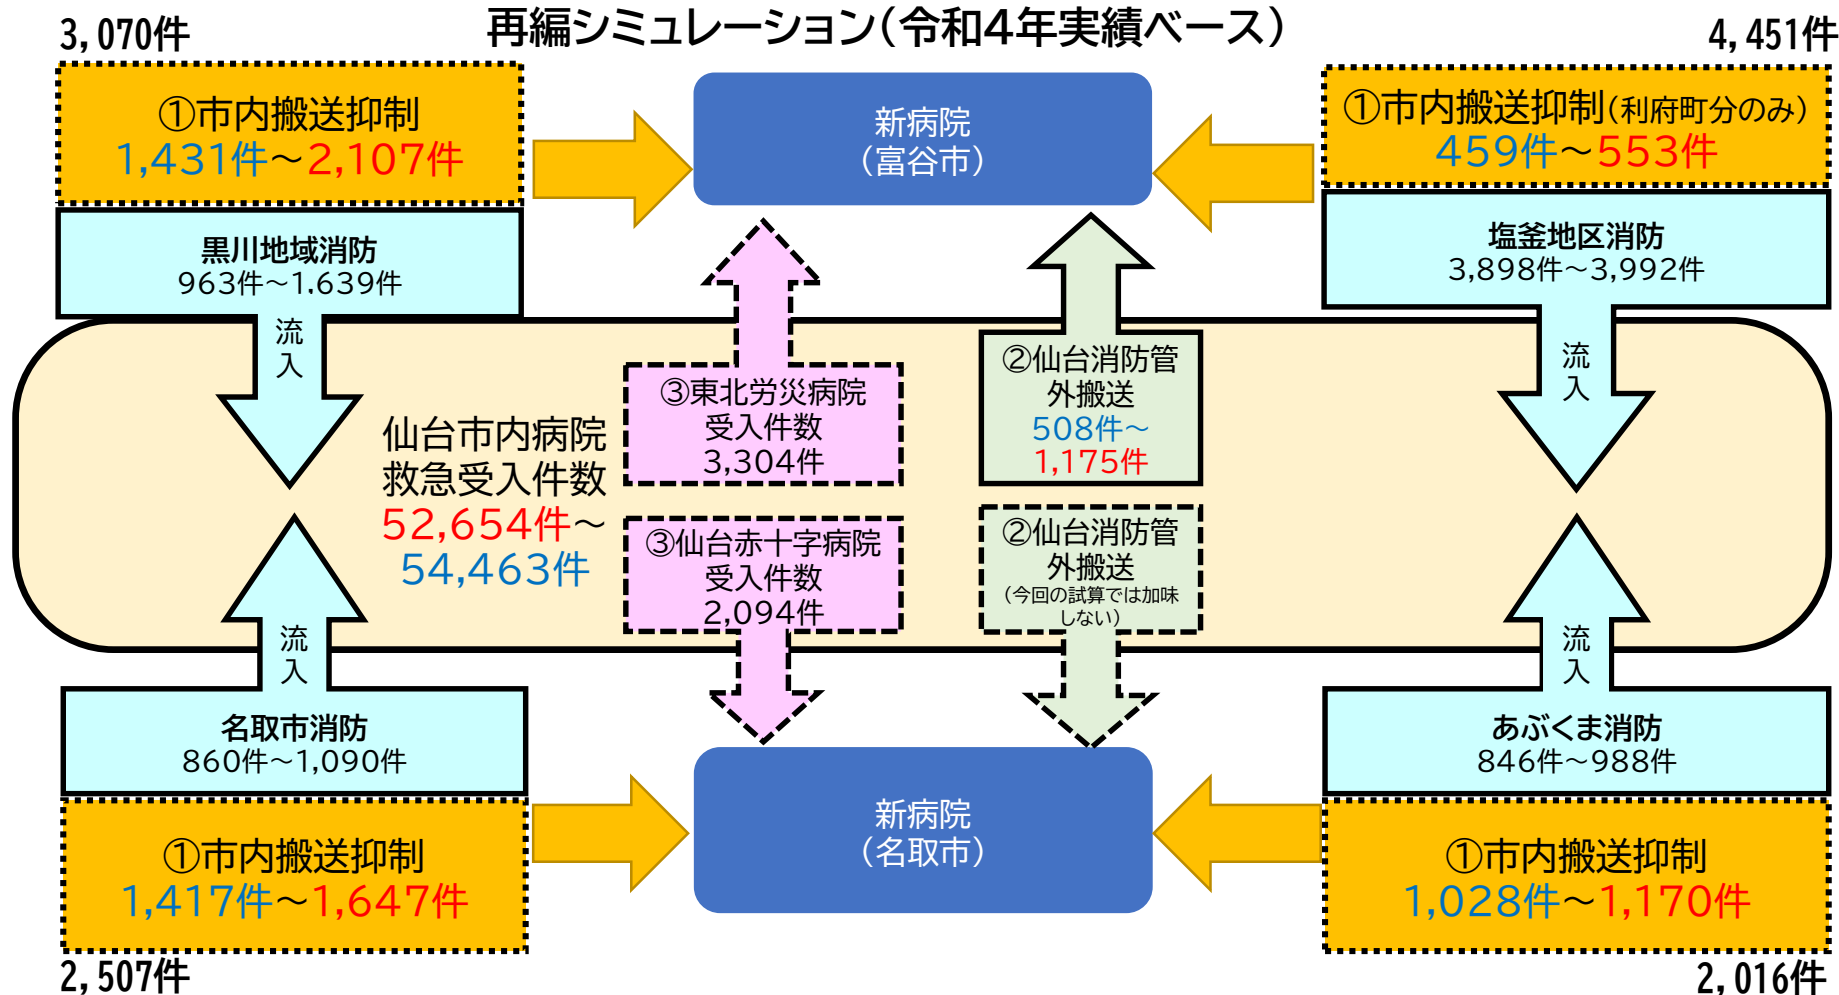 再編シミュレーション（令和4年実績ベース）
3,070件
4,451件
①市内搬送抑制
1,431件～2,107件
新病院
（富谷市）
①市内搬送抑制（利府町分のみ）
459件～553件
黒川地域消防
963件～1,639件
塩釜地区消防
3,898件～3,992件
流
入
流
入
仙台市内病院
救急受入件数
52,654件～
54,463件
③東北労災病院
受入件数
3,304件
②仙台消防管
外搬送
508件～
1,175件
③仙台赤十字病院
受入件数
2,094件
②仙台消防管
外搬送
（今回の試算では加味
しない）
流
入
流
入
名取市消防
860件～1,090件
あぶくま消防
846件～988件
①市内搬送抑制
1,417件～1,647件
新病院
（名取市）
①市内搬送抑制
1,028件～1,170件
2,507件
2,016件